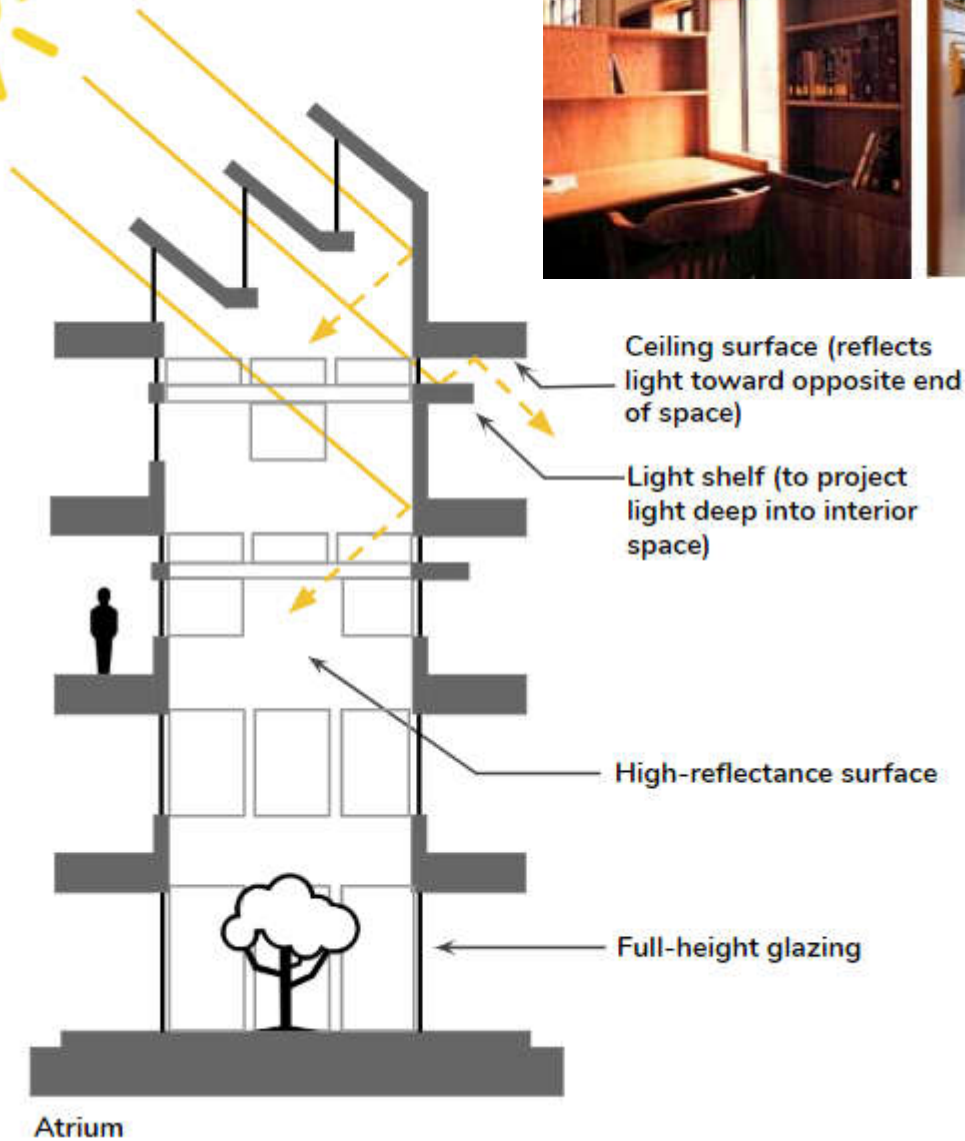 Ceiling surface (reflects
light toward opposite end
of space)
Light shelf (to project
light deep into interior
space)
High-reflectance surface
Full-height glazing
Atrium